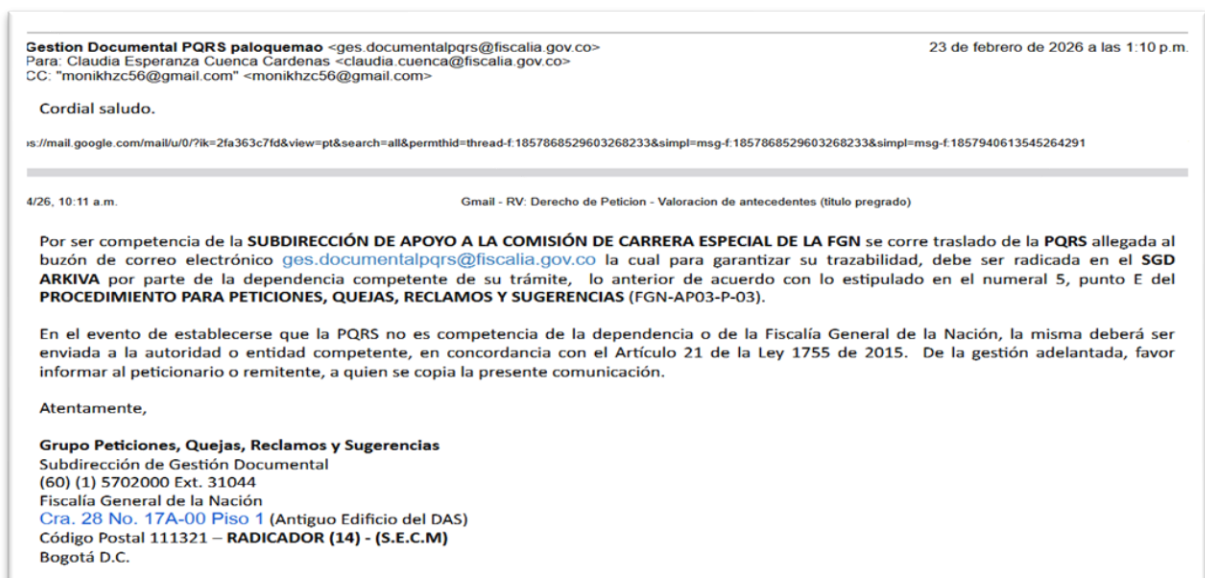 Gestion Documental PQRS paloquemao <ges.documentalpqrs@fiscalia.gov.co> 23 de febrero de 2026 a las 1:10 p.m.
Para: Claudia Esperanza Cuenca Cardenas <claudia.cuenca@fiscalia.gov.co>
CC: "monikhzc56@gmail.com" <monikhzc56@gmail.com>
Cordial saludo.
s://mail.google.com/mail/u/0/?ik=2fa363c7fd&view=pt&search=all&permthid=thread-f:1857868529603268233&simpl=msg-f:1857868529603268233&simpl=msg-f:1857940613545264291
4/26, 10:11 a.m. Gmail - RV: Derecho de Peticion - Valoracion de antecedentes (titulo pregrado)
Por ser competencia de la SUBDIRECCIÓN DE APOYO A LA COMISIÓN DE CARRERA ESPECIAL DE LA FGN se corre traslado de la PQRS allegada al
buzón de correo electrónico ges.documentalpqrs@fiscalia.gov.co la cual para garantizar su trazabilidad, debe ser radicada en el SGD
ARKIVA por parte de la dependencia competente de su trámite, lo anterior de acuerdo con lo estipulado en el numeral 5, punto E del
PROCEDIMIENTO PARA PETICIONES, QUEJAS, RECLAMOS Y SUGERENCIAS (FGN-AP03-P-03).
En el evento de establecerse que la PQRS no es competencia de la dependencia o de la Fiscalía General de la Nación, la misma deberá ser
enviada a la autoridad o entidad competente, en concordancia con el Artículo 21 de la Ley 1755 de 2015. De la gestión adelantada, favor
informar al peticionario o remitente, a quien se copia la presente comunicación.
Atentamente,
Grupo Peticiones, Quejas, Reclamos y Sugerencias
Subdirección de Gestión Documental
(60) (1) 5702000 Ext. 31044
Fiscalía General de la Nación
Cra. 28 No. 17A-00 Piso 1 (Antiguo Edificio del DAS)
Código Postal 111321 – RADICADOR (14) - (S.E.C.M)
Bogotá D.C.